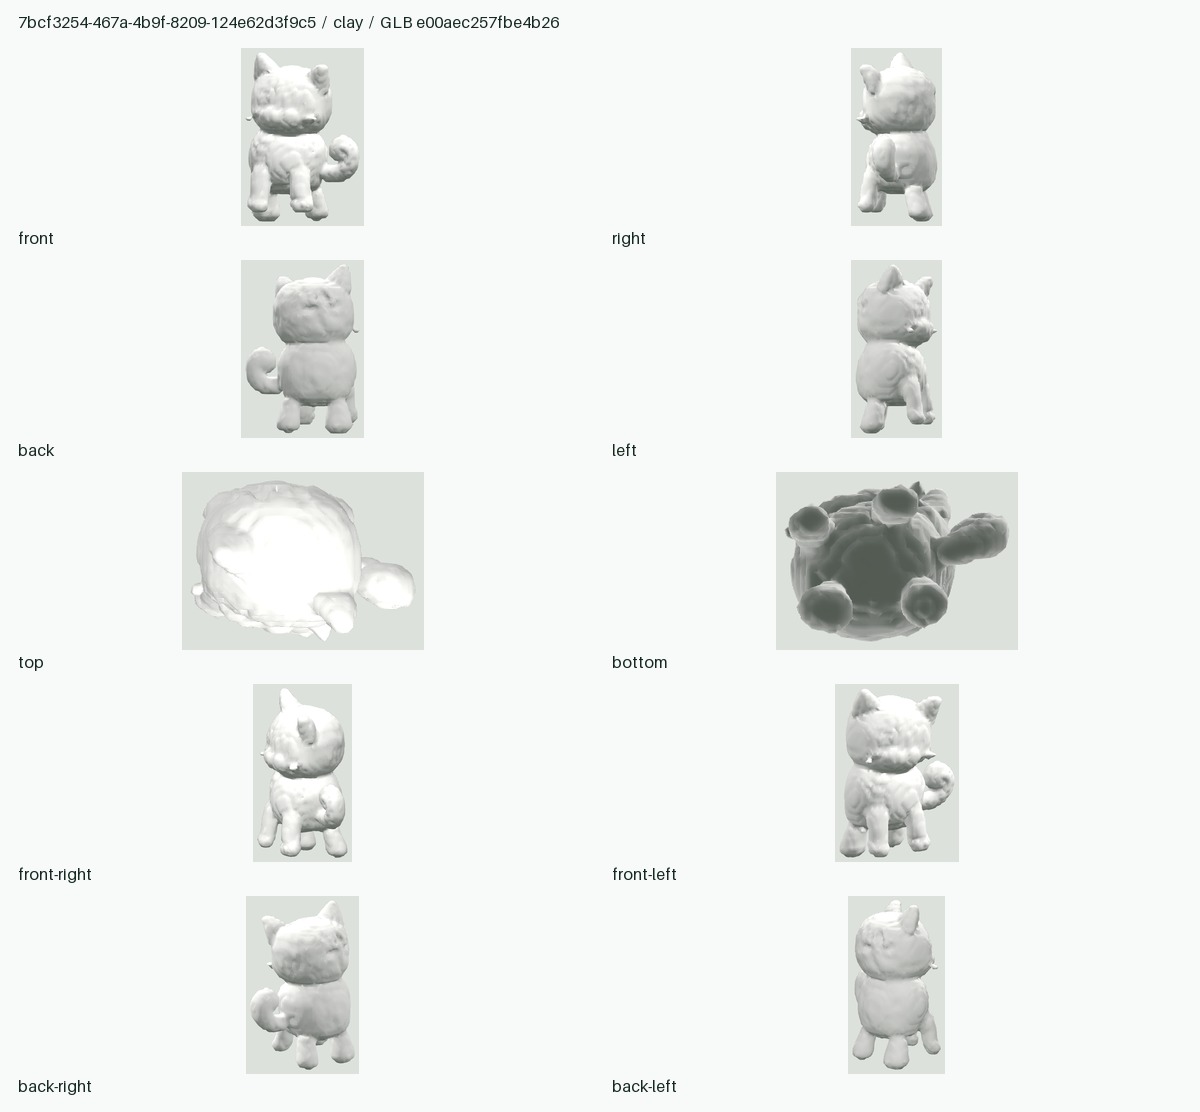 7bcf3254-467a-4b9f-8209-124e62d3f9c5 / clay / GLB e00aec257fbe4b26
front
right
back
left
top
bottom
front-right
front-left
back-right
back-left